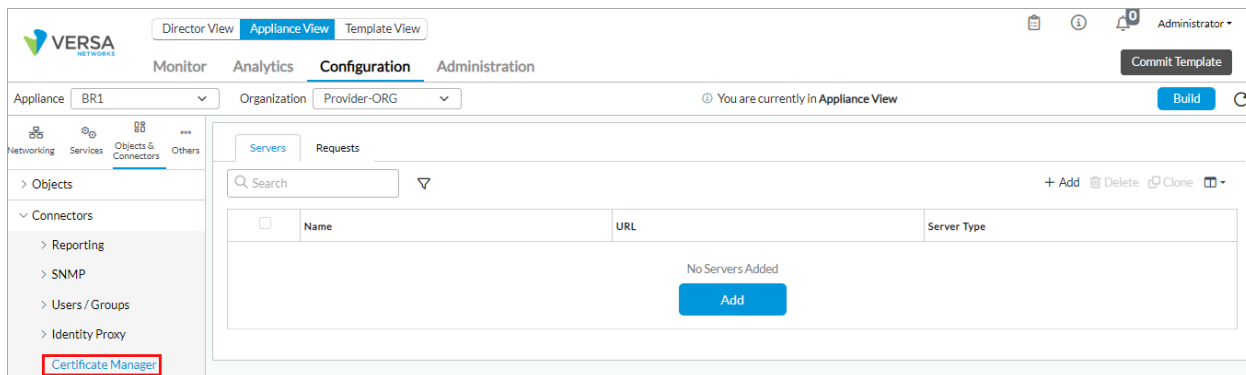 VERSA
NETWORKS
Director View Appliance View Template View
0
Administrator
Monitor Analytics Configuration Administration
Commit Template
Appliance BR1 Organization Provider-ORG You are currently in Appliance View Build
Networking Services Objects & Connectors Others
Servers Requests
> Objects
Search
+ Add Delete Clone
Connectors
Name URL Server Type
> Reporting
> SNMP
No Servers Added
> Users / Groups
Add
> Identity Proxy
Certificate Manager